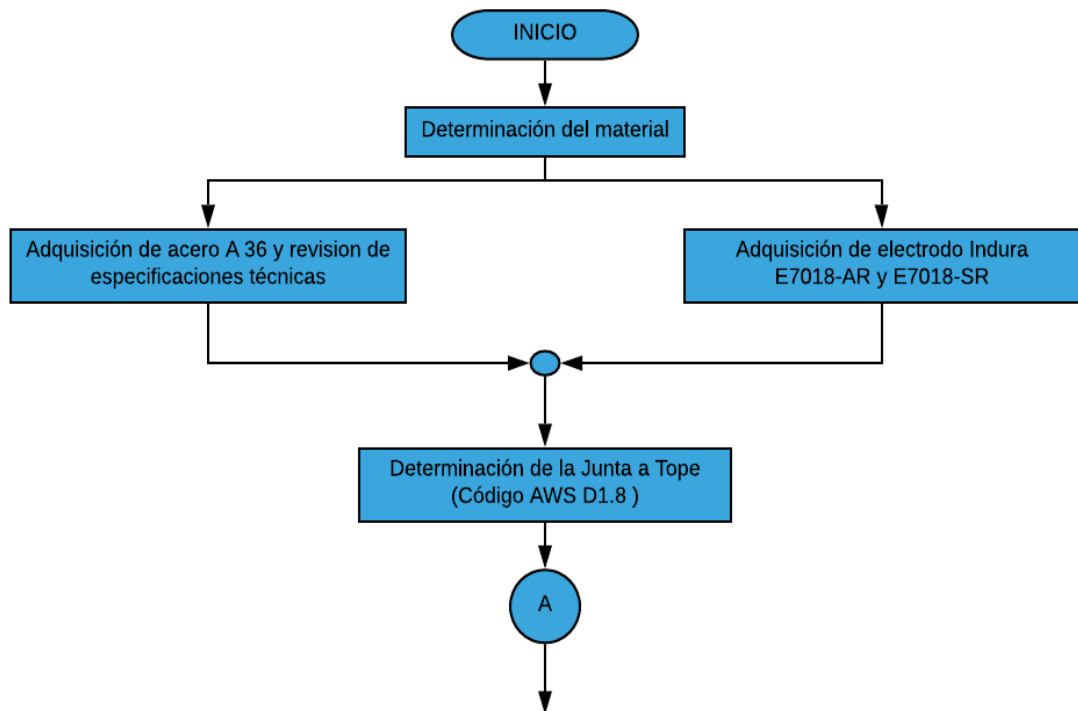 INICIO
Determinación del material
Adquisición de acero A 36 y revision de
especificaciones técnicas
Adquisición de electrodo Indura
E7018-AR y E7018-SR
Determinación de la Junta a Tope
(Código AWS D1.8 )
A